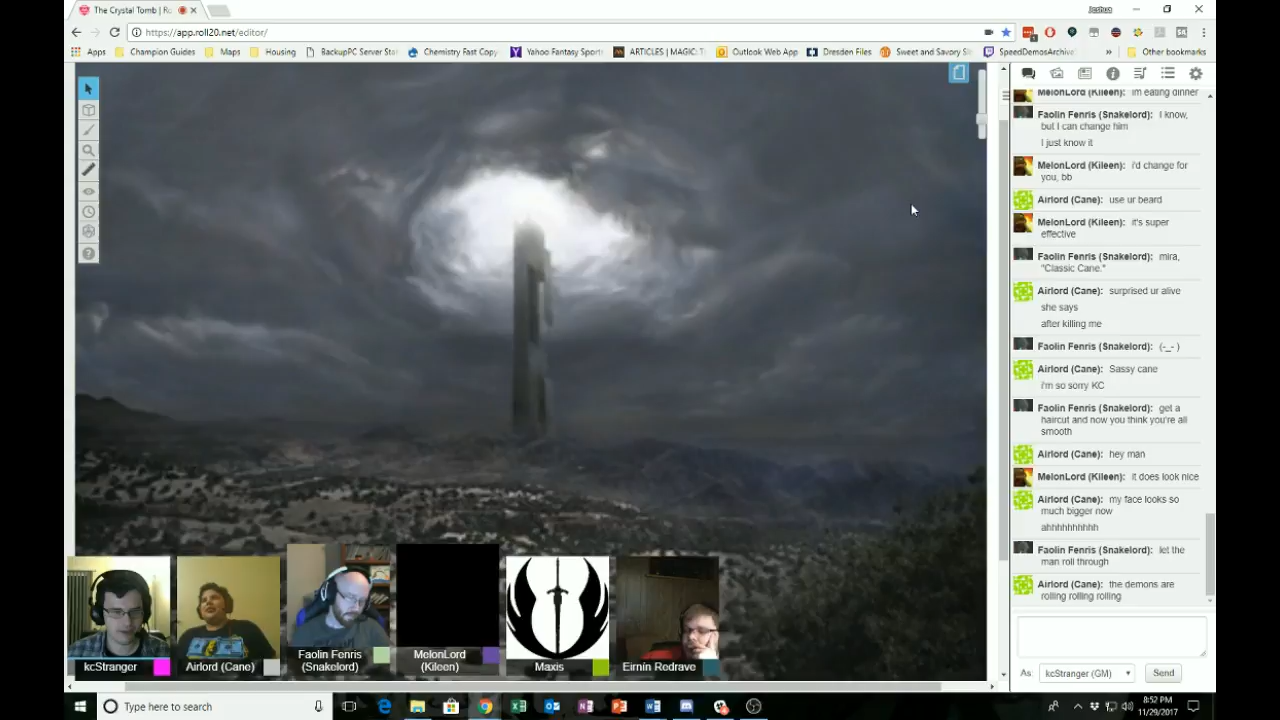 The Crystal Tomb | Ro
Joshua
https://app.roll20.net/editor/
Apps
Champion Guides
Maps
Housing
BackupPC Server Stat
Chemistry Fast Copy
Yahoo Fantasy Sports
ARTICLES | MAGIC: T
Outlook Web App
Dresden Files
Sweet and Savory Sit
SpeedDemosArchive
»
Other bookmarks
MelonLord (Kileen): im eating dinner
Faolin Fenris (Snakelord): I know,
but I can change him
I just know it
MelonLord (Kileen): i'd change for
you, bb
Airlord (Cane): use ur beard
MelonLord (Kileen): it's super
effective
Faolin Fenris (Snakelord): mira,
"Classic Cane."
Airlord (Cane): surprised ur alive
she says
after killing me
Faolin Fenris (Snakelord): (-_- )
Airlord (Cane): Sassy cane
i'm so sorry KC
Faolin Fenris (Snakelord): get a
haircut and now you think you're all
smooth
Airlord (Cane): hey man
MelonLord (Kileen): it does look nice
Airlord (Cane): my face looks so
much bigger now
ahhhhhhhhhh
Faolin Fenris (Snakelord): let the
man roll through
Airlord (Cane): the demons are
rolling rolling rolling
kcStranger
Airlord (Cane)
Faolin Fenris
(Snakelord)
MelonLord
(Kileen)
Maxis
Eirnín Redrave
As:
kcStranger (GM)
Send
Type here to search
8:52 PM
11/29/2017